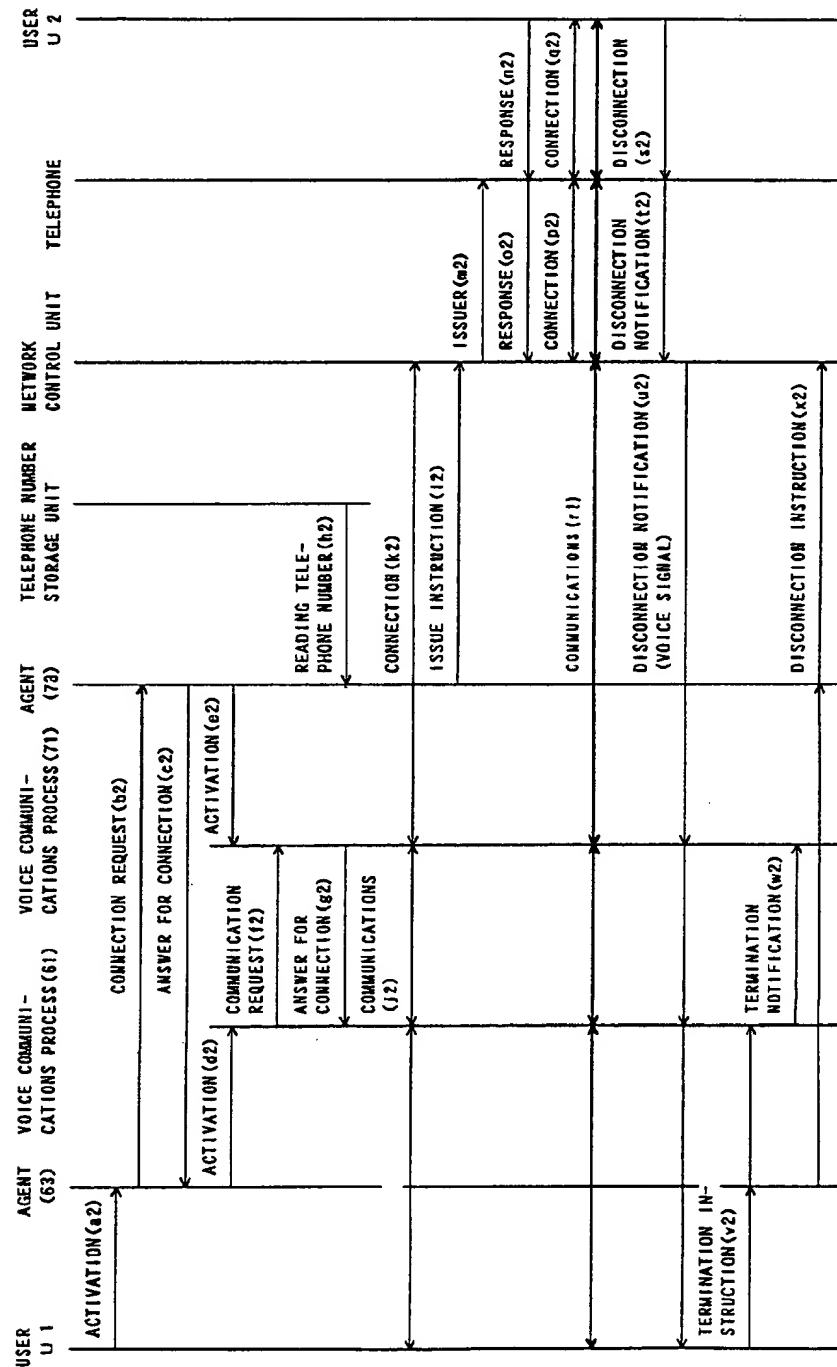 USER
U 1
AGENT
(63)
VOICE COMMUNI-
CATIONS PROCESS(61)
VOICE COMMUNI-
CATIONS PROCESS(71)
AGENT
(73)
TELEPHONE NUMBER
STORAGE UNIT
NETWORK
CONTROL UNIT
TELEPHONE
USER
U 2
ACTIVATION(a2)
CONNECTION REQUEST(b2)
ANSWER FOR CONNECTION(c2)
ACTIVATION(d2)
ACTIVATION(e2)
COMMUNICATION
REQUEST(f2)
ANSWER FOR
CONNECTION(g2)
READING TELE-
PHONE NUMBER(h2)
COMMUNICATIONS
(j2)
CONNECTION(k2)
ISSUE INSTRUCTION(l2)
ISSUER(m2)
RESPONSE(o2)
RESPONSE(n2)
CONNECTION(p2)
CONNECTION(q2)
COMMUNICATIONS(r2)
DISCONNECTION
(s2)
DISCONNECTION
NOTIFICATION(t2)
DISCONNECTION NOTIFICATION(u2)
(VOICE SIGNAL)
TERMINATION IN-
STRUCTION(v2)
TERMINATION
NOTIFICATION(w2)
DISCONNECTION INSTRUCTION(x2)